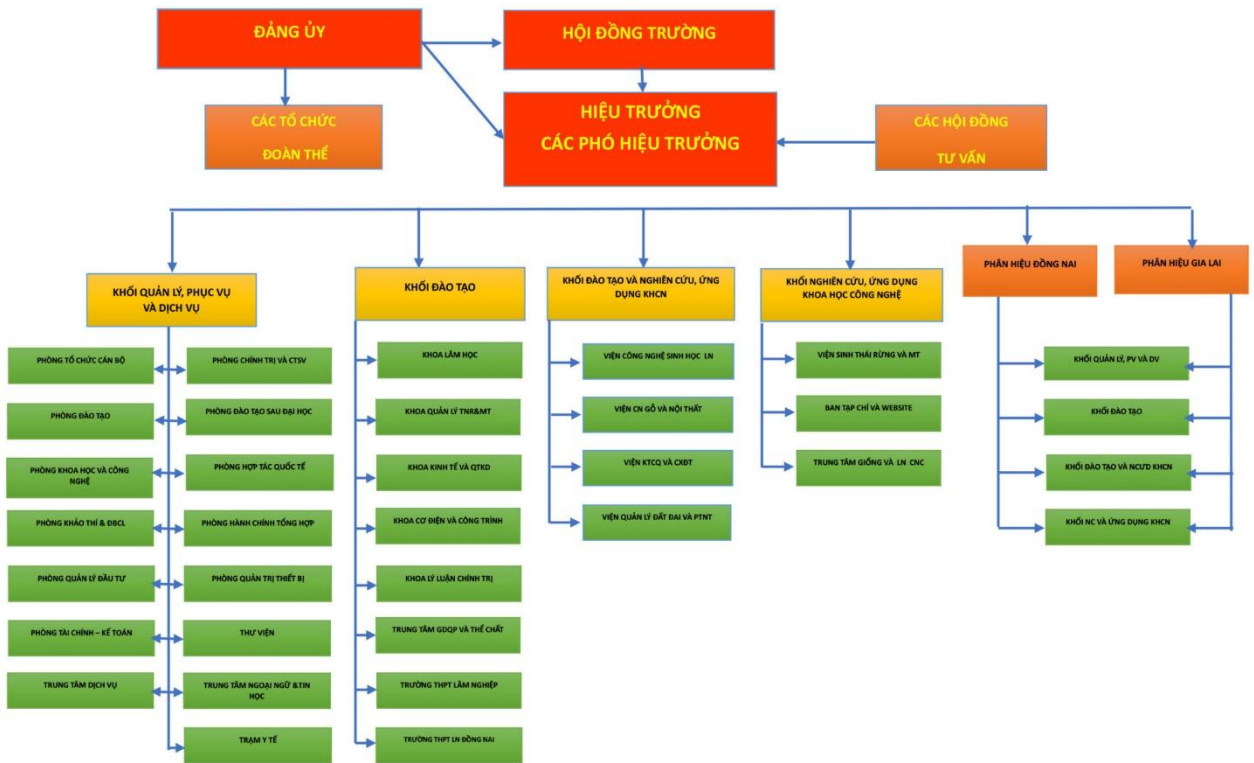 ĐẢNG ỦY
HỘI ĐỒNG TRƯỜNG
CÁC TỔ CHỨC
ĐOÀN THỂ
HIỆU TRƯỞNG
CÁC PHÓ HIỆU TRƯỞNG
CÁC HỘI ĐỒNG
TƯ VẤN
KHỐI QUẢN LÝ, PHỤC VỤ
VÀ DỊCH VỤ
KHỐI ĐÀO TẠO
KHỐI ĐÀO TẠO VÀ NGHIÊN CỨU, ỨNG
DỤNG KHCN
KHỐI NGHIÊN CỨU, ỨNG DỤNG
KHOA HỌC CÔNG NGHỆ
PHÂN HIỆU ĐỒNG NAI
PHÂN HIỆU GIA LAI
PHÒNG TỔ CHỨC CÁN BỘ
PHÒNG CHÍNH TRỊ VÀ CTSV
PHÒNG ĐÀO TẠO
PHÒNG ĐÀO TẠO SAU ĐẠI HỌC
PHÒNG KHOA HỌC VÀ CÔNG
NGHỆ
PHÒNG HỢP TÁC QUỐC TẾ
PHÒNG KHẢO THÍ & ĐBCL
PHÒNG HÀNH CHÍNH TỔNG HỢP
PHÒNG QUẢN LÝ ĐẦU TƯ
PHÒNG QUẢN TRỊ THIẾT BỊ
PHÒNG TÀI CHÍNH – KẾ TOÁN
THƯ VIỆN
TRUNG TÂM DỊCH VỤ
TRUNG TÂM NGOẠI NGỮ &TIN
HỌC
TRẠM Y TẾ
KHOA LÂM HỌC
KHOA QUẢN LÝ TNR&MT
KHOA KINH TẾ VÀ QTKD
KHOA CƠ ĐIỆN VÀ CÔNG TRÌNH
KHOA LÝ LUẬN CHÍNH TRỊ
TRUNG TÂM GDQP VÀ THỂ CHẤT
TRƯỜNG THPT LÂM NGHIỆP
TRƯỜNG THPT LN ĐỒNG NAI
VIỆN CÔNG NGHỆ SINH HỌC LN
VIỆN CN GỖ VÀ NỘI THẤT
VIỆN KTCQ VÀ CXĐT
VIỆN QUẢN LÝ ĐẤT ĐAI VÀ PTNT
VIỆN SINH THÁI RỪNG VÀ MT
BAN TẠP CHÍ VÀ WEBSITE
TRUNG TÂM GIỐNG VÀ LN CNC
KHỐI QUẢN LÝ, PV VÀ DV
KHỐI ĐÀO TẠO
KHỐI ĐÀO TẠO VÀ NCƯD KHCN
KHỐI NC VÀ ỨNG DỤNG KHCN